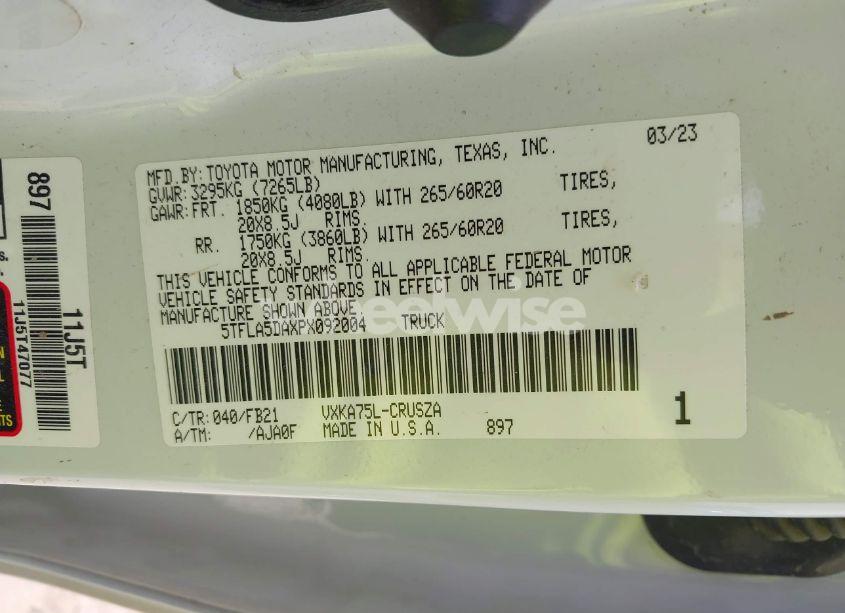 MFD.BY:TOYOTA MOTOR MANUFACTURING, TEXAS, INC. 03/23
GVWR: 3295KG (7265LB)
GAWR:FRT. 1850KG (4080LB) WITH 265/60R20 TIRES,
20X8.5J RIMS.
RR. 1750KG (3860LB) WITH 265/60R20 TIRES,
20X8.5J RIMS.
THIS VEHICLE CONFORMS TO ALL APPLICABLE FEDERAL MOTOR
VEHICLE SAFETY STANDARDS IN EFFECT ON THE DATE OF
MANUFACTURE SHOWN ABOVE.
5TFLA5DAXPX092004 TRUCK
C/TR:040/FB21 VXKA75L-CRUSZA
A/TM: /AJA0F MADE IN U.S.A. 897
1
897
11J5T
11J5T47077